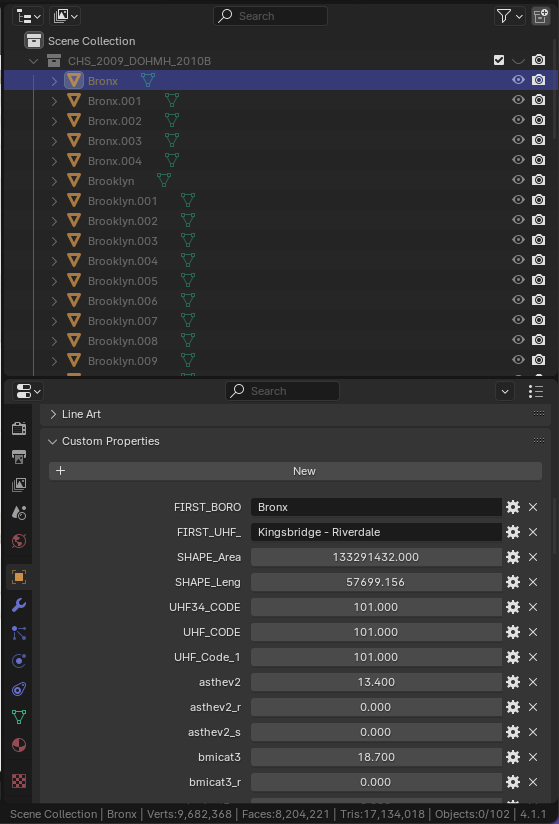 Search
Scene Collection
CHS_2009_DOHMH_2010B
Bronx
Bronx.001
Bronx.002
Bronx.003
Bronx.004
Brooklyn
Brooklyn.001
Brooklyn.002
Brooklyn.003
Brooklyn.004
Brooklyn.005
Brooklyn.006
Brooklyn.007
Brooklyn.008
Brooklyn.009
Search
Line Art
Custom Properties
+ New
FIRST_BORO Bronx
FIRST_UHF_ Kingsbridge - Riverdale
SHAPE_Area 133291432.000
SHAPE_Leng 57699.156
UHF34_CODE 101.000
UHF_CODE 101.000
UHF_Code_1 101.000
asthev2 13.400
asthev2_r 0.000
asthev2_s 0.000
bmicat3 18.700
bmicat3_r 0.000
Scene Collection | Bronx | Verts:9,682,368 | Faces:8,204,221 | Tris:17,134,018 | Objects:0/102 | 4.1.1